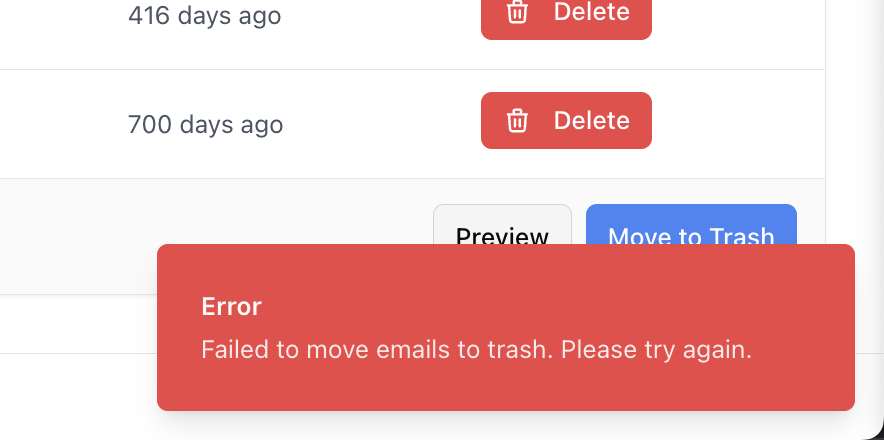 416 days ago Delete
700 days ago Delete
Preview Move to Trash
Error
Failed to move emails to trash. Please try again.